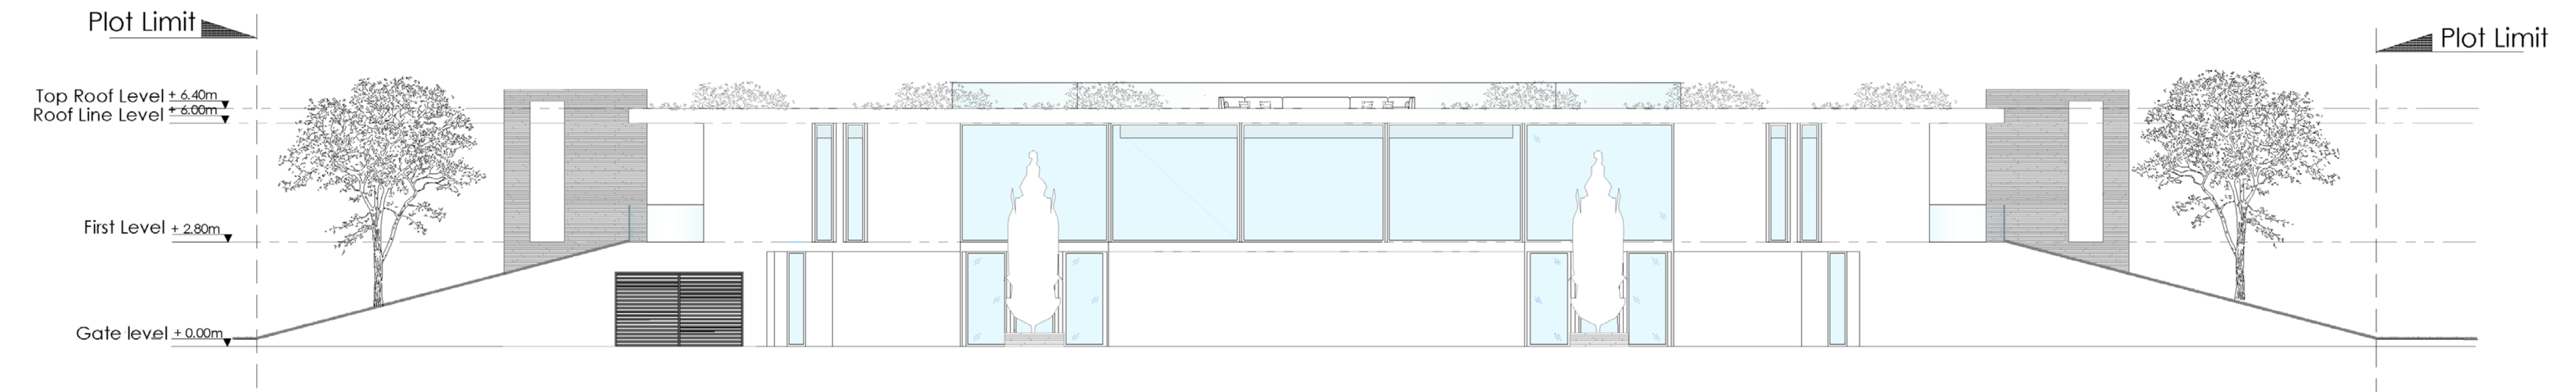 Plot Limit
Plot Limit
Top Roof Level + 6.40m
Roof Line Level + 6.00m
First Level + 2.80m
Gate level + 0.00m